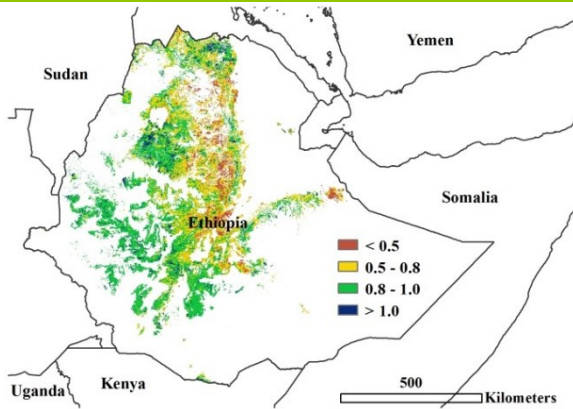 Yemen
Sudan
Somalia
Ethiopia
< 0.5
0.5 - 0.8
0.8 - 1.0
> 1.0
500
Uganda
Kenya
Kilometers